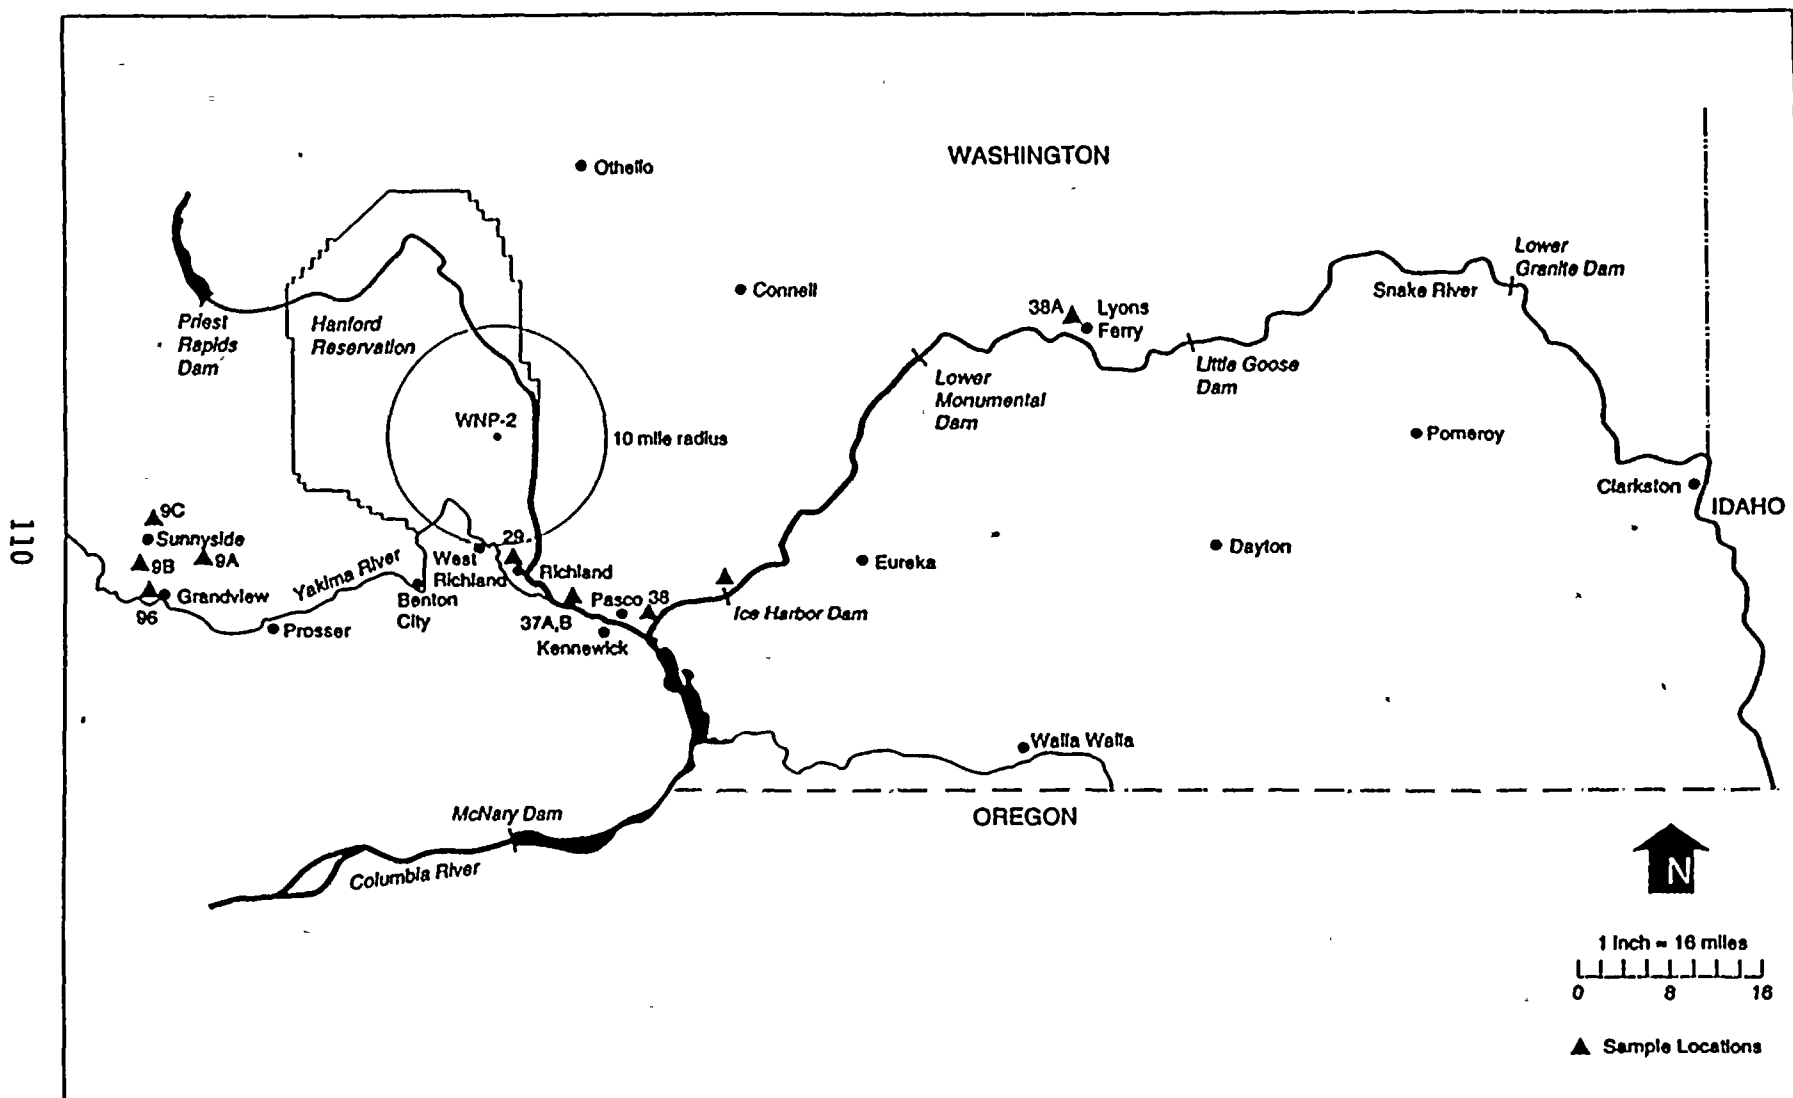 WASHINGTON
Othello
Connell
Priest
Rapids
Dam
Hanford
Reservation
WNP-2
10 mile radius
38A
Lyons
Ferry
Lower
Monumental
Dam
Little Goose
Dam
Snake River
Lower
Granite Dam
Pomeroy
Clarkston
IDAHO
110
9C
Sunnyside
9B
9A
96
Grandview
Yakima River
Prosser
Benton
City
West
Richland
29
Richland
37A,B
Pasco
38
Kennewick
Ice Harbor Dam
Eureka
Dayton
Walla Walla
OREGON
McNary Dam
Columbia River
N
1 inch ≈ 16 miles
0 8 16
Sample Locations